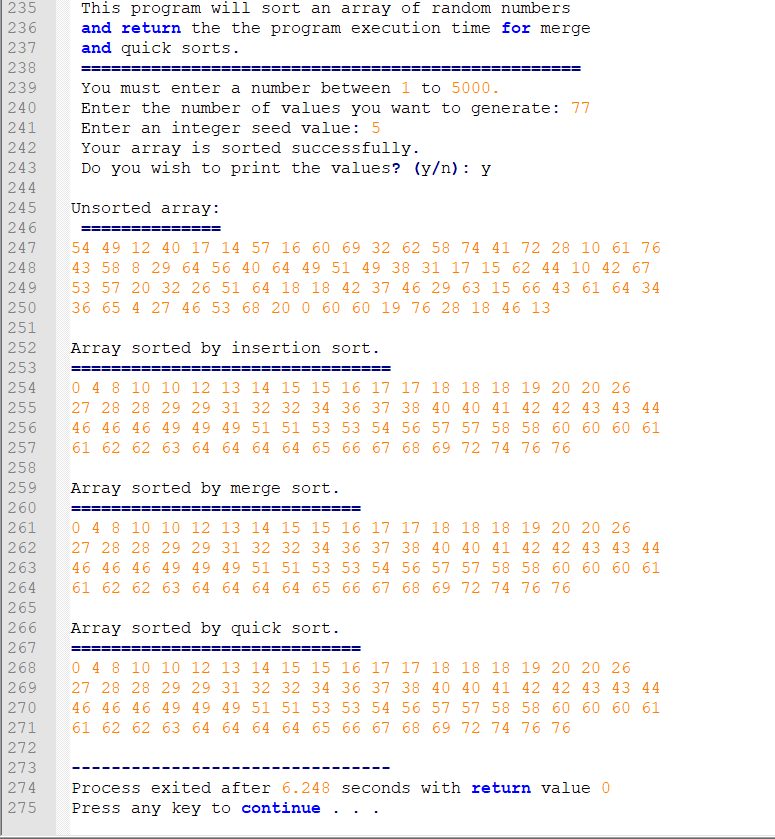 235 This program will sort an array of random numbers
236 and return the the program execution time for merge
237 and quick sorts.
238 ==================================================
239 You must enter a number between 1 to 5000.
240 Enter the number of values you want to generate: 77
241 Enter an integer seed value: 5
242 Your array is sorted successfully.
243 Do you wish to print the values? (y/n): y
244
245 Unsorted array:
246 ==============
247 54 49 12 40 17 14 57 16 60 69 32 62 58 74 41 72 28 10 61 76
248 43 58 8 29 64 56 40 64 49 51 49 38 31 17 15 62 44 10 42 67
249 53 57 20 32 26 51 64 18 18 42 37 46 29 63 15 66 43 61 64 34
250 36 65 4 27 46 53 68 20 0 60 60 19 76 28 18 46 13
251
252 Array sorted by insertion sort.
253 ================================
254 0 4 8 10 10 12 13 14 15 15 16 17 17 18 18 18 19 20 20 26
255 27 28 28 29 29 31 32 32 34 36 37 38 40 40 41 42 42 43 43 44
256 46 46 46 49 49 49 51 51 53 53 54 56 57 57 58 58 60 60 60 61
257 61 62 62 63 64 64 64 64 65 66 67 68 69 72 74 76 76
258
259 Array sorted by merge sort.
260 =============================
261 0 4 8 10 10 12 13 14 15 15 16 17 17 18 18 18 19 20 20 26
262 27 28 28 29 29 31 32 32 34 36 37 38 40 40 41 42 42 43 43 44
263 46 46 46 49 49 49 51 51 53 53 54 56 57 57 58 58 60 60 60 61
264 61 62 62 63 64 64 64 64 65 66 67 68 69 72 74 76 76
265
266 Array sorted by quick sort.
267 =============================
268 0 4 8 10 10 12 13 14 15 15 16 17 17 18 18 18 19 20 20 26
269 27 28 28 29 29 31 32 32 34 36 37 38 40 40 41 42 42 43 43 44
270 46 46 46 49 49 49 51 51 53 53 54 56 57 57 58 58 60 60 60 61
271 61 62 62 63 64 64 64 64 65 66 67 68 69 72 74 76 76
272
273 --------------------------------
274 Process exited after 6.248 seconds with return value 0
275 Press any key to continue . . .